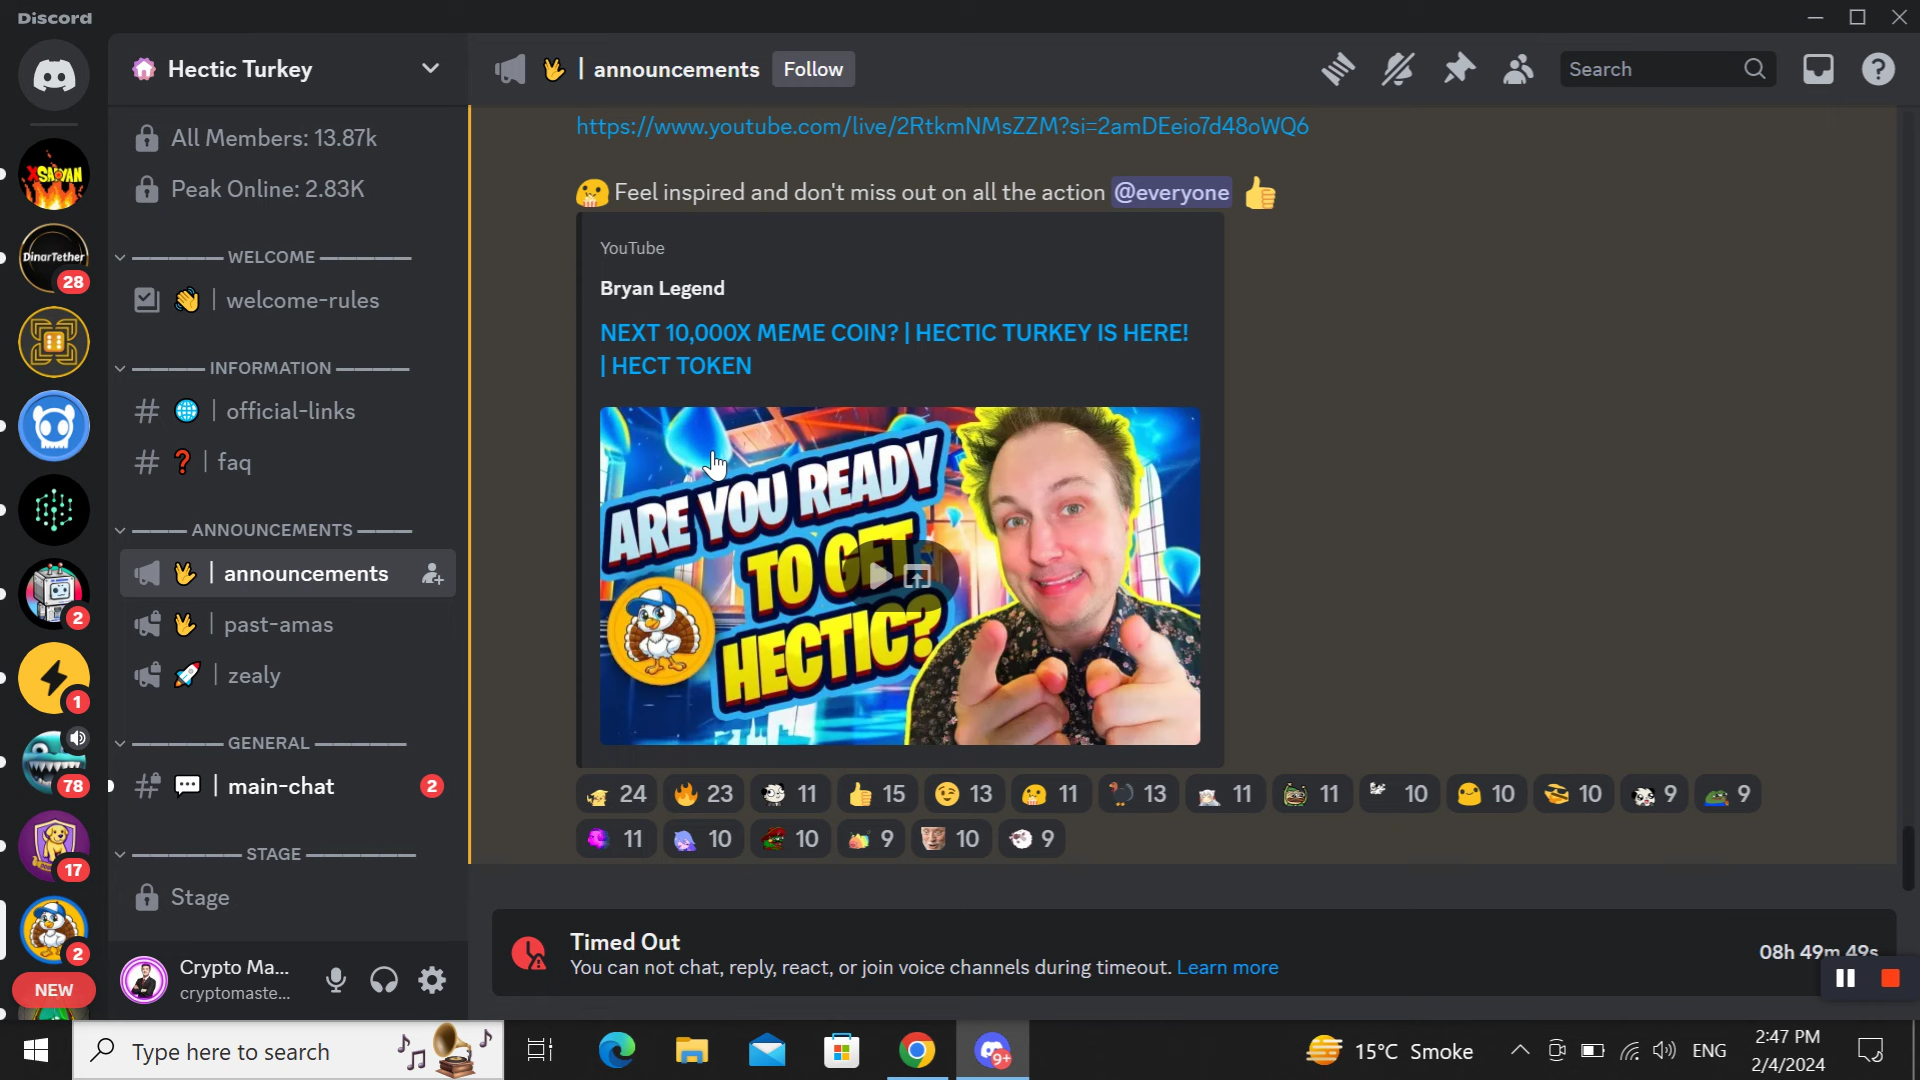 Discord
Hectic Turkey
| announcements
Follow
Search
All Members: 13.87k
Peak Online: 2.83K
WELCOME
| welcome-rules
INFORMATION
| official-links
| faq
ANNOUNCEMENTS
| announcements
| past-amas
| zealy
GENERAL
| main-chat
2
STAGE
Stage
XSAIYAN
DinarTether
28
2
1
78
17
2
NEW
Crypto Ma...
cryptomaste...
https://www.youtube.com/live/2RtkmNMsZZM?si=2amDEeio7d48oWQ6
Feel inspired and don't miss out on all the action @everyone
YouTube
Bryan Legend
NEXT 10,000X MEME COIN? | HECTIC TURKEY IS HERE!
| HECT TOKEN
ARE YOU READY
TO GET
HECTIC?
24 23 11 15 13 11 13 11 11 10 10 10 9 9
11 10 10 9 10 9
Timed Out
You can not chat, reply, react, or join voice channels during timeout. Learn more
08h 49m 49s
Type here to search
9+
15°C Smoke
ENG
2:47 PM
2/4/2024